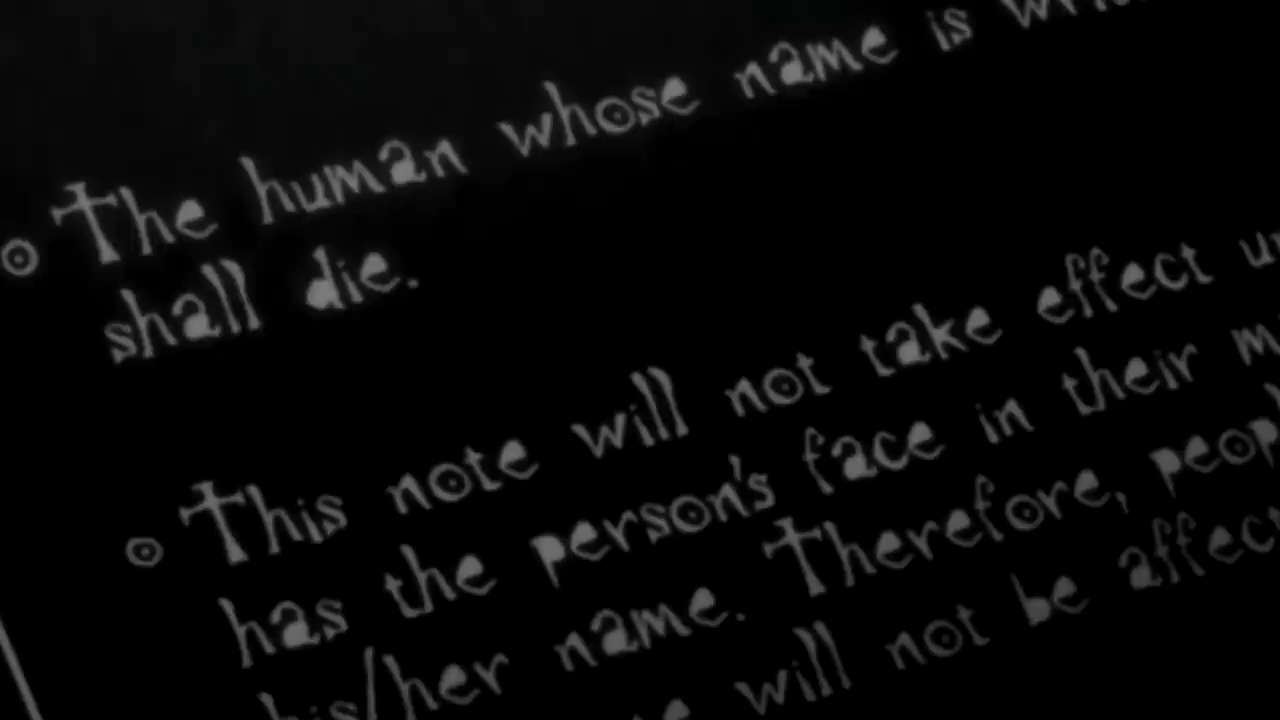 The human whose name is
shall die.
This note will not take effect
has the person's face in their
his/her name. Therefore,
will not be